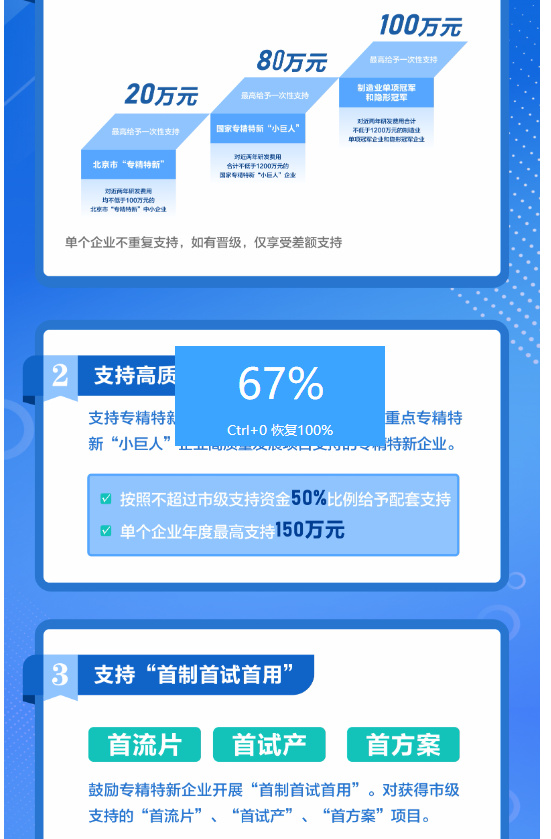 100万元
最高给予一次性支持
制造业单项冠军
和隐形冠军
对近两年研发费用合计
不低于1200万元的制造业
单项冠军企业和隐形冠军企业
80万元
最高给予一次性支持
国家专精特新“小巨人”
对近两年研发费用
合计不低于1200万元的
国家专精特新“小巨人”企业
20万元
最高给予一次性支持
北京市“专精特新”
对近两年研发费用
均不低于100万元的
北京市“专精特新”中小企业
单个企业不重复支持，如有晋级，仅享受差额支持
2 支持高质
67%
Ctrl+0 恢复100%
支持专精特新 重点专精特
新“小巨人”企业高质量发展项目支持的专精特新企业。
按照不超过市级支持资金50%比例给予配套支持
单个企业年度最高支持150万元
3 支持“首制首试首用”
首流片 首试产 首方案
鼓励专精特新企业开展“首制首试首用”。对获得市级
支持的“首流片”、“首试产”、“首方案”项目。